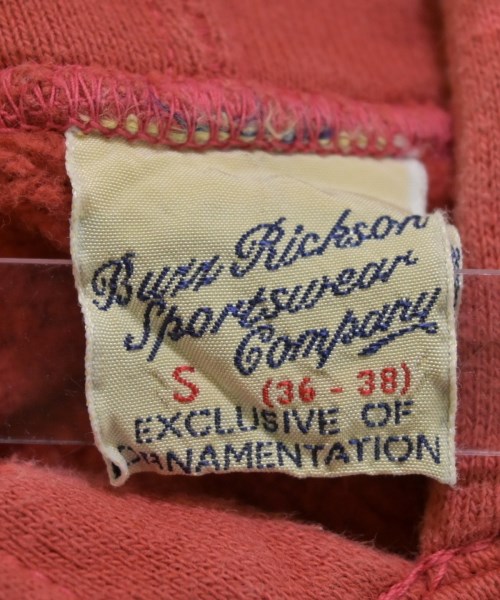 Buzz Rickson
Sportswear
Company
S (36 - 38)
EXCLUSIVE OF
ORNAMENTATION